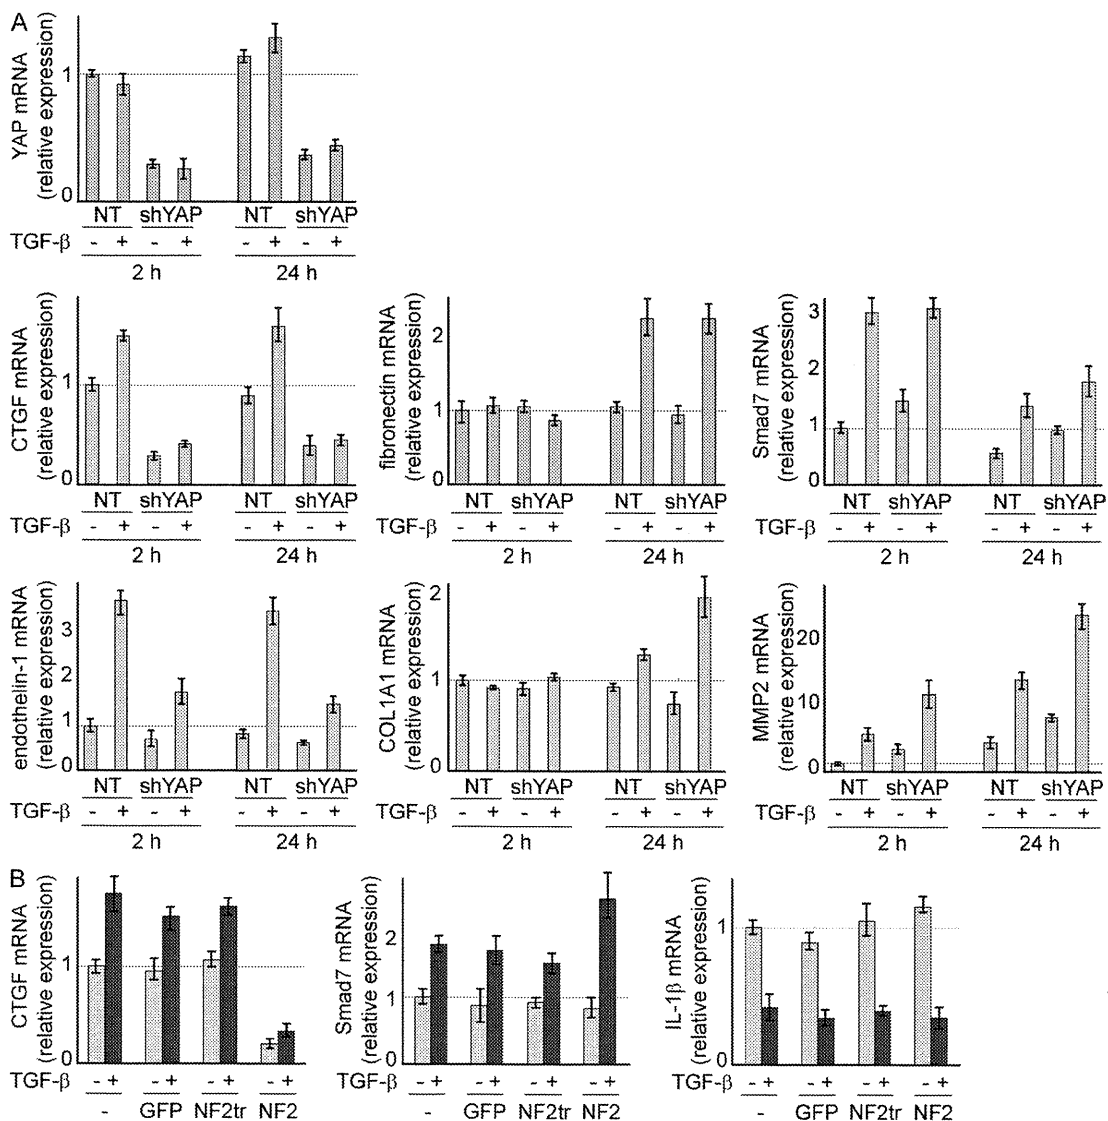 A
YAP mRNA
(relative expression)
1
0
NT shYAP NT shYAP
TGF-β - + - + - + - +
2 h 24 h
CTGF mRNA
(relative expression)
1
0
NT shYAP NT shYAP
TGF-β - + - + - + - +
2 h 24 h
fibronectin mRNA
(relative expression)
2
1
0
NT shYAP NT shYAP
- + - + - + - +
2 h 24 h
Smad7 mRNA
(relative expression)
3
2
1
0
NT shYAP NT shYAP
TGF-β - + - + - + - +
2 h 24 h
endothelin-1 mRNA
(relative expression)
3
2
1
0
NT shYAP NT shYAP
TGF-β - + - + - + - +
2 h 24 h
COL1A1 mRNA
(relative expression)
2
1
0
NT shYAP NT shYAP
TGF-β - + - + - + - +
2 h 24 h
MMP2 mRNA
(relative expression)
20
10
0
NT shYAP NT shYAP
TGF-β - + - + - + - +
2 h 24 h
B
CTGF mRNA
(relative expression)
1
0
TGF-β - + - + - + - +
- GFP NF2tr NF2
Smad7 mRNA
(relative expression)
2
1
0
TGF-β - + - + - + - +
- GFP NF2tr NF2
IL-1β mRNA
(relative expression)
1
0
TGF-β - + - + - + - +
- GFP NF2tr NF2